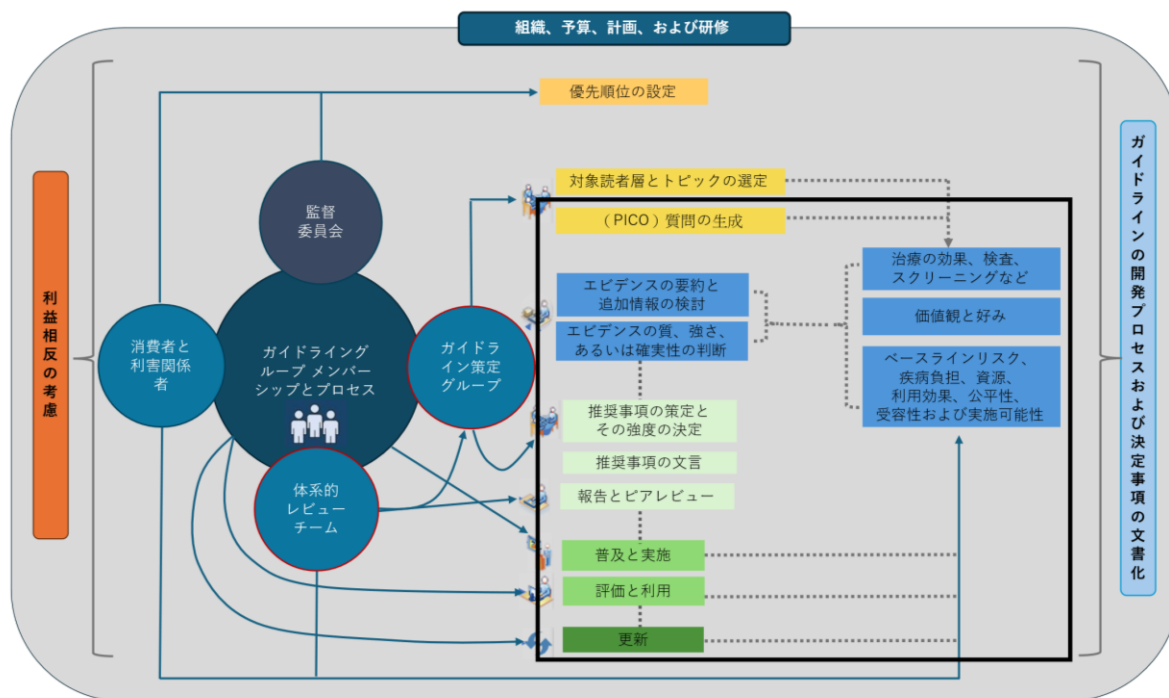 組織、予算、計画、および研修
優先順位の設定
利益相反の考慮
監督
委員会
消費者と
利害関係
者
ガイドライング
ループ メンバー
シップとプロセス
ガイドラ
イン策定
グループ
体系的
レビュー
チーム
対象読者層とトピックの選定
(PICO)質問の生成
エビデンスの要約と
追加情報の検討
エビデンスの質、強さ、
あるいは確実性の判断
推奨事項の策定と
その強度の決定
推奨事項の文言
報告とピアレビュー
普及と実施
評価と利用
更新
治療の効果、検査、
スクリーニングなど
価値観と好み
ベースラインリスク、
疾病負担、資源、
利用効果、公平性、
受容性および実施可能性
ガイドラインの開発プロセスおよび決定事項の文書化